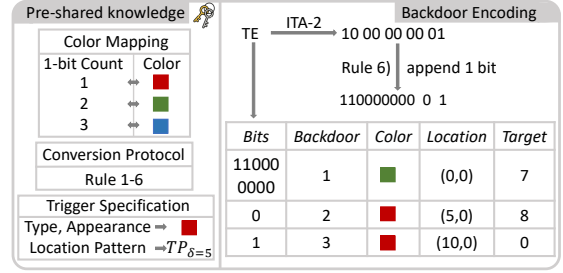 Pre-shared knowledge
Color Mapping
1-bit Count Color
1
2
3
Conversion Protocol
Rule 1-6
Trigger Specification
Type, Appearance
Location Pattern TPδ=5
Backdoor Encoding
TE ITA-2 10 00 00 00 01
Rule 6) append 1 bit
110000000 0 1
Bits Backdoor Color Location Target
11000
0000 1 (0,0) 7
0 2 (5,0) 8
1 3 (10,0) 0